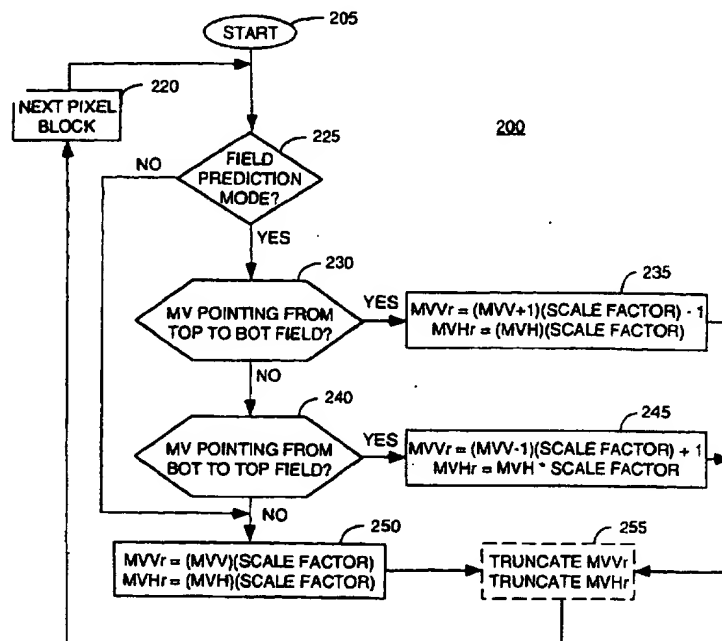 START
205
220
NEXT PIXEL
BLOCK
225
200
FIELD
PREDICTION
MODE?
NO
YES
230
MV POINTING FROM
TOP TO BOT FIELD?
YES
235
MVVr = (MVV+1)(SCALE FACTOR) - 1
MVHr = (MVH)(SCALE FACTOR)
NO
240
MV POINTING FROM
BOT TO TOP FIELD?
YES
245
MVVr = (MVV-1)(SCALE FACTOR) + 1
MVHr = MVH * SCALE FACTOR
NO
250
MVVr = (MVV)(SCALE FACTOR)
MVHr = (MVH)(SCALE FACTOR)
255
TRUNCATE MVVr
TRUNCATE MVHr